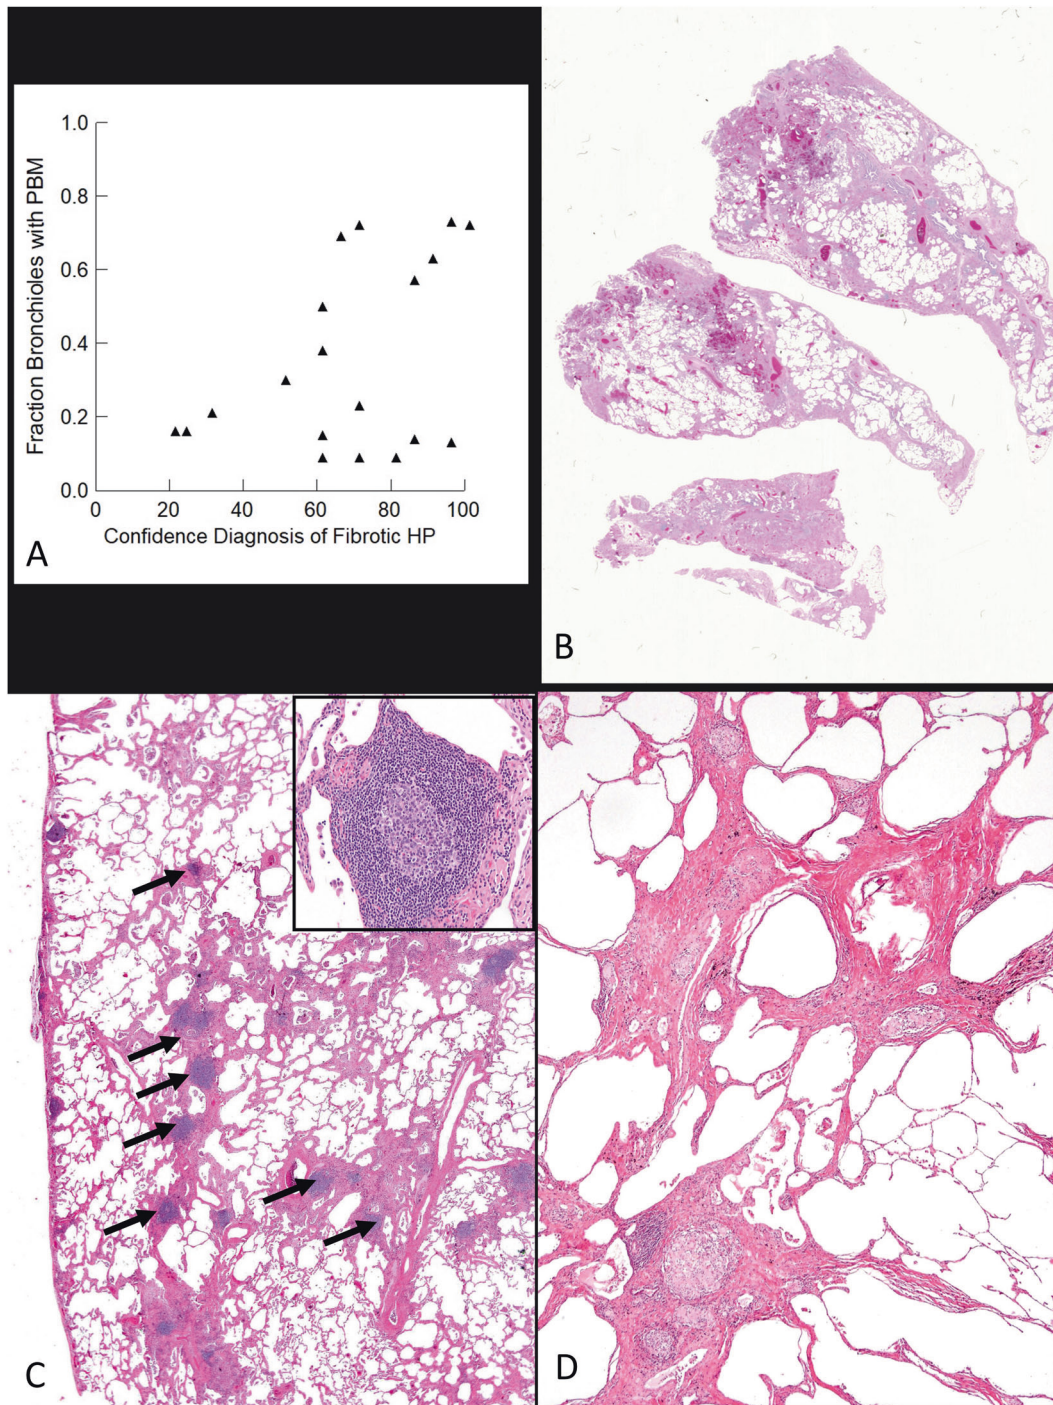 1.0
0.8
0.6
0.4
0.2
0.0
Fraction Bronchioles with PBM
0 20 40 60 80 100
Confidence Diagnosis of Fibrotic HP
A
B
C
D